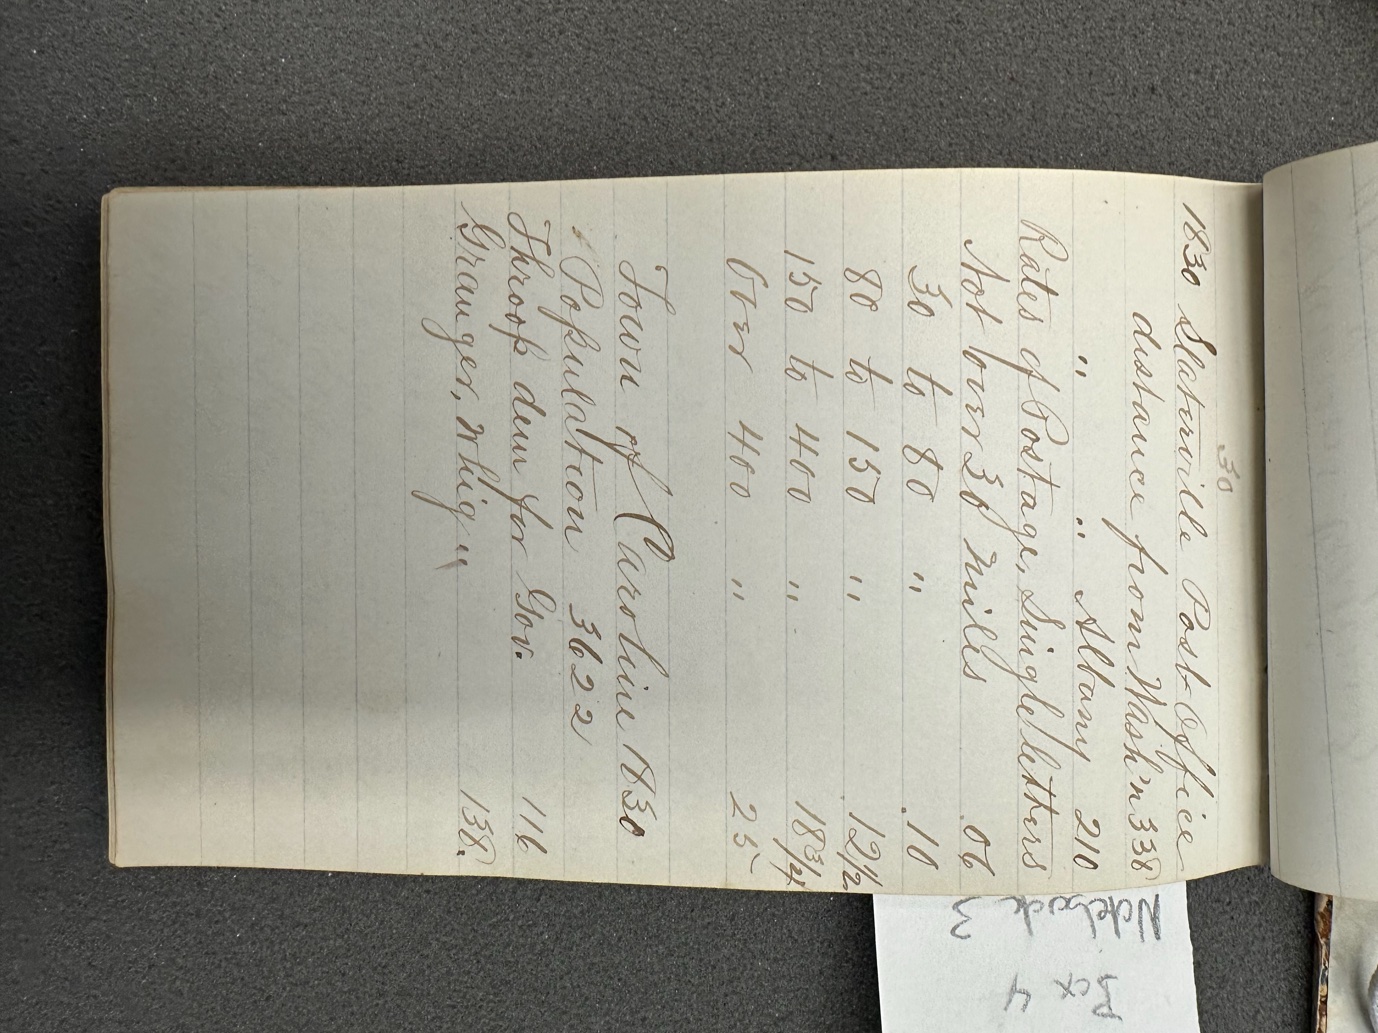 30
1830 Slaterville Post Office
distance from Wash'n 338
" " Albany 210
Rates of Postage, Single letters
Not over 30 miles .06
30 to 80 " .10
80 to 150 " .12 1/2
150 to 400 " 18 3/4
Over 400 " 25
Town of Caroline 1830
Population 3622
Throop dem for Gov. 116
Granger, whig " 138.
Box 4
Notebook 3